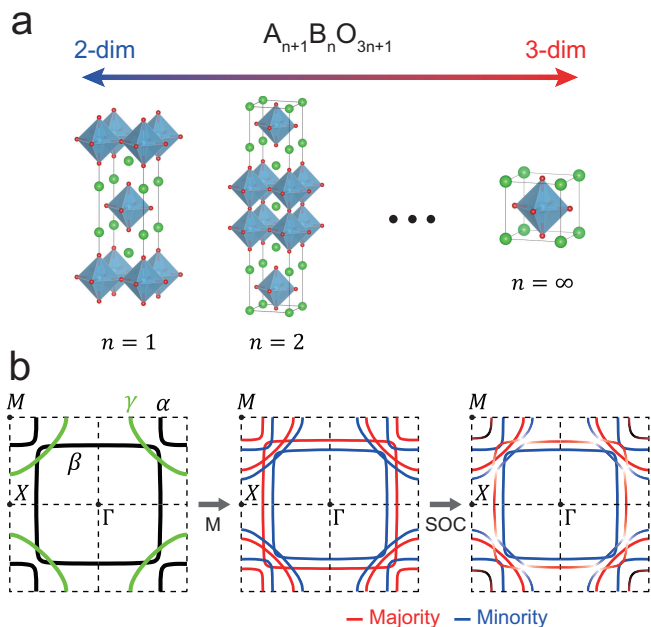 a
Aₙ₊₁BₙO₃ₙ₊₁
2-dim 3-dim
n = 1 n = 2 n = ∞
b
M γ α M M
β
X Γ X Γ X Γ
M SOC
Majority Minority